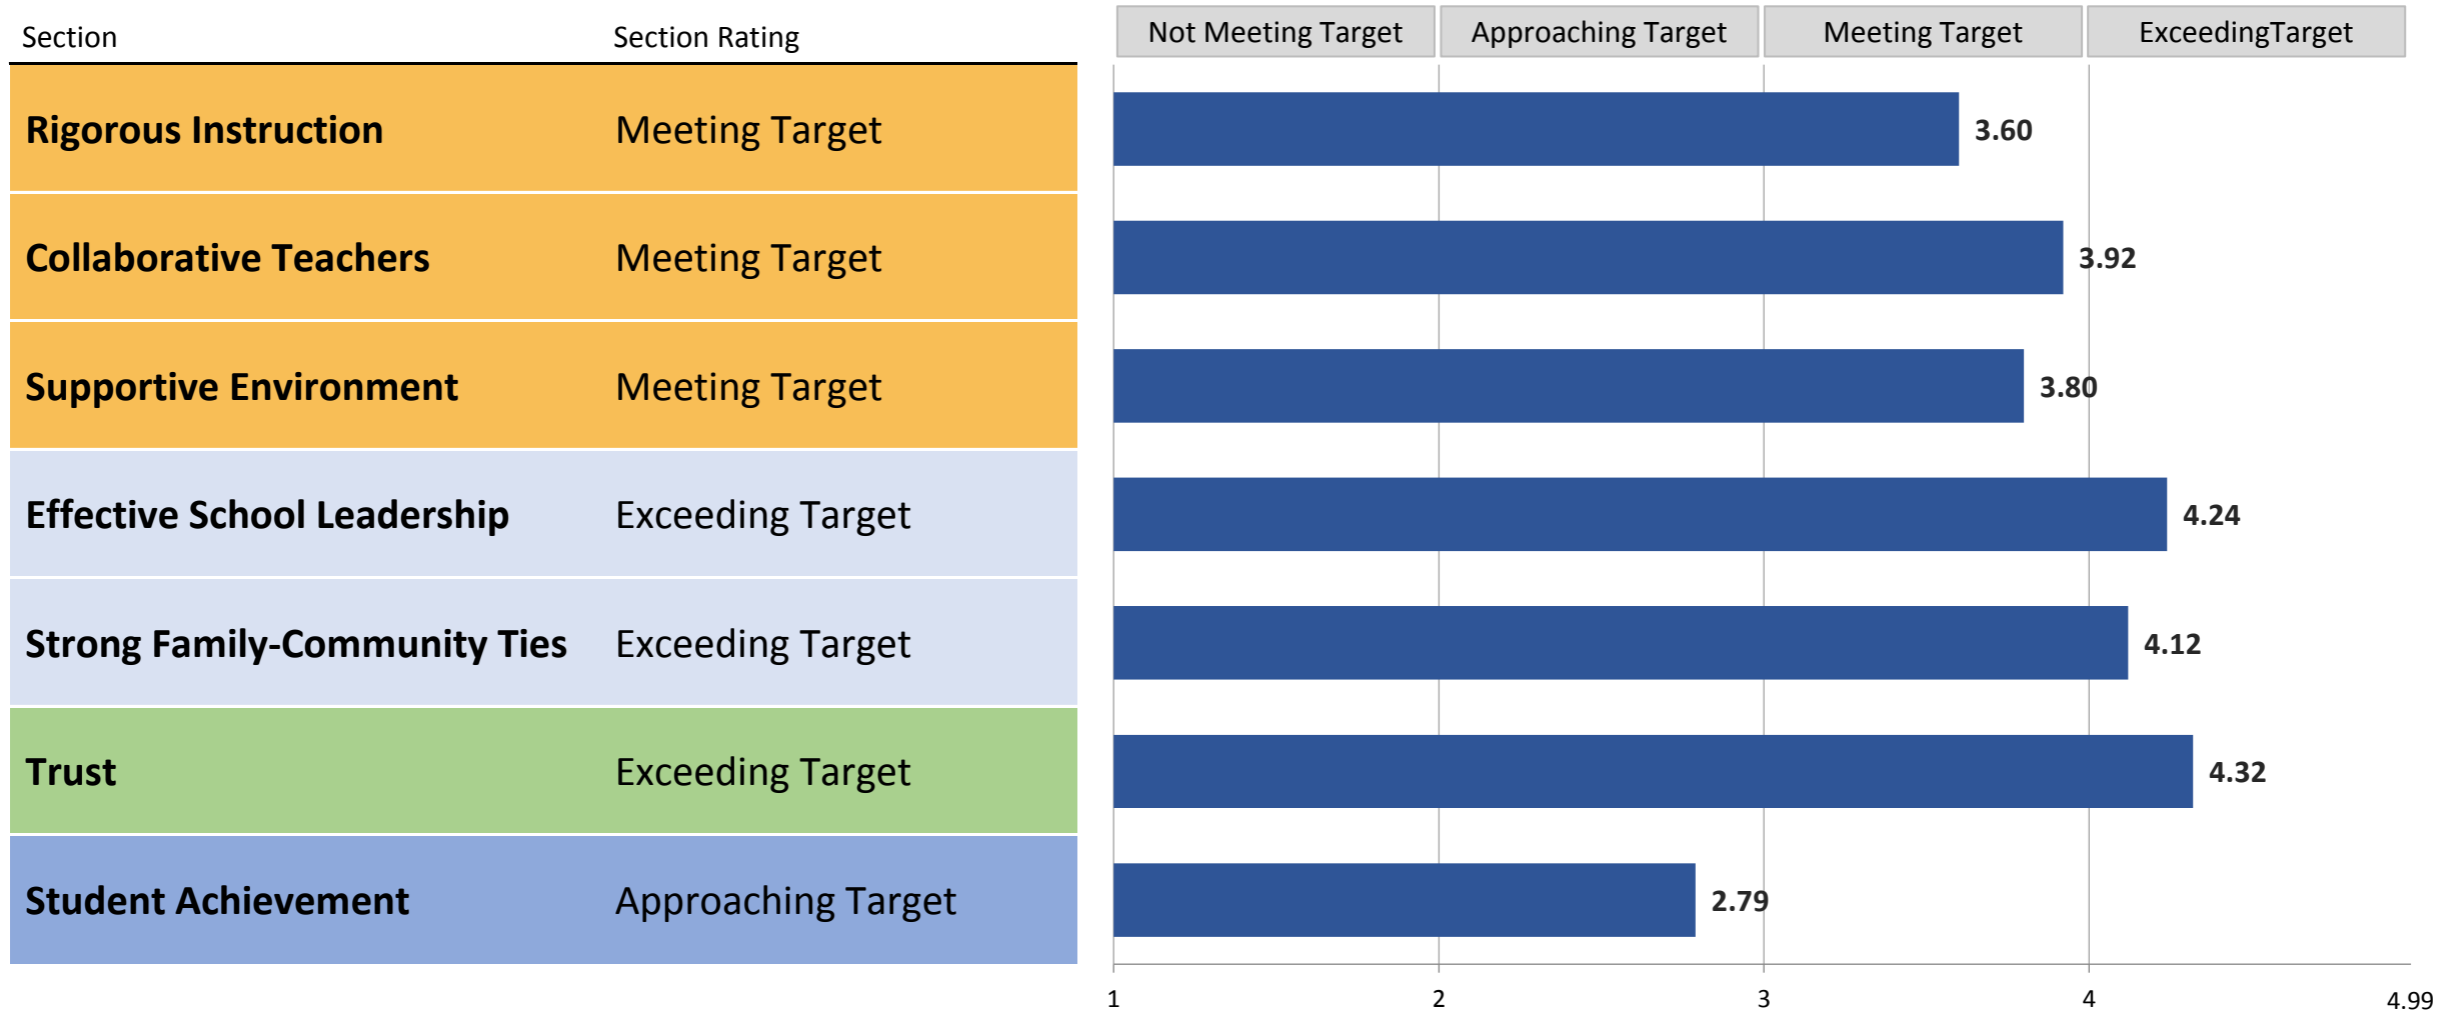 Section Section Rating Not Meeting Target Approaching Target Meeting Target ExceedingTarget
Rigorous Instruction Meeting Target 3.60
Collaborative Teachers Meeting Target 3.92
Supportive Environment Meeting Target 3.80
Effective School Leadership Exceeding Target 4.24
Strong Family-Community Ties Exceeding Target 4.12
Trust Exceeding Target 4.32
Student Achievement Approaching Target 2.79
1 2 3 4 4.99